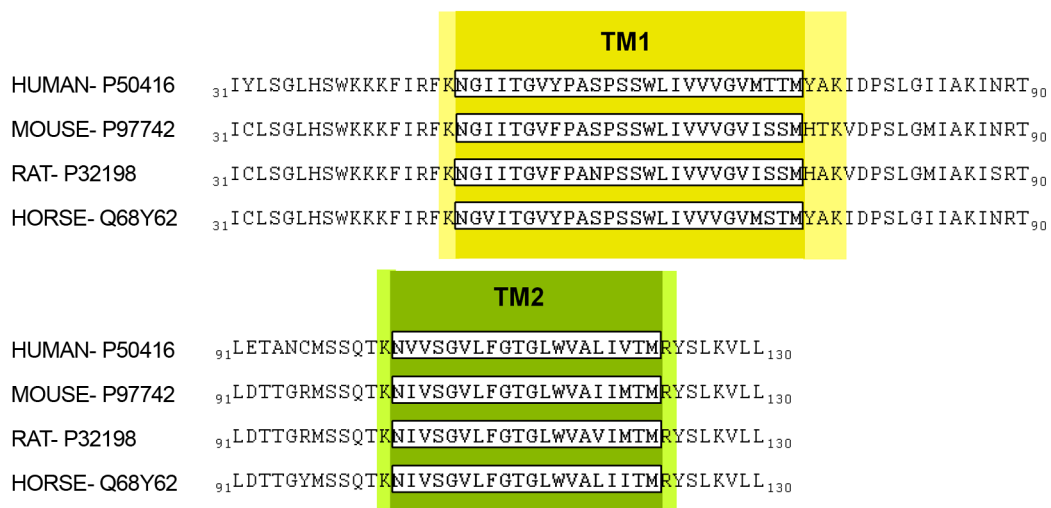 TM1
HUMAN- P50416 31IYLSGLHSWKKKFIRFKNGIITGVYPASPSSWLIVVVGVMTTMYAKIDPSLGIIAKINRT90
MOUSE- P97742 31ICLSGLHSWKKKFIRFKNGIITGVFPASPSSWLIVVVGVISSMHTKVDPSLGMIAKINRT90
RAT- P32198 31ICLSGLHSWKKKFIRFKNGIITGVFPANPSSWLIVVVGVISSMHAKVDPSLGMIAKISRT90
HORSE- Q68Y62 31ICLSGLHSWKKKFIRFKNGVITGVYPASPSSWLIVVVGVMSTMYAKIDPSLGIIAKINRT90
TM2
HUMAN- P50416 91LETANCMSSQTKNVVSGVLFGTGLWVALIVTMRYSLKVLL130
MOUSE- P97742 91LDTTGRMSSQTKNIVSGVLFGTGLWVAIIMTMRYSLKVLL130
RAT- P32198 91LDTTGRMSSQTKNIVSGVLFGTGLWVAVIMTMRYSLKVLL130
HORSE- Q68Y62 91LDTTGYMSSQTKNIVSGVLFGTGLWVALIITMRYSLKVLL130